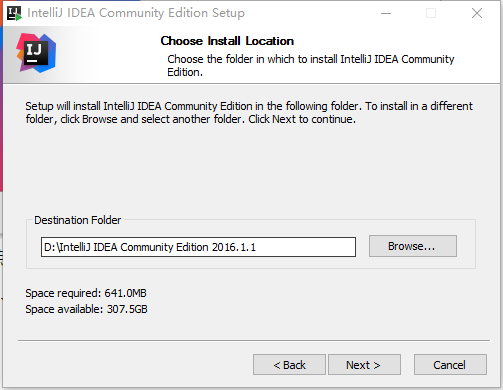 IntelliJ IDEA Community Edition Setup
IJ
Choose Install Location
Choose the folder in which to install IntelliJ IDEA Community
Edition.
Setup will install IntelliJ IDEA Community Edition in the following folder. To install in a different
folder, click Browse and select another folder. Click Next to continue.
Destination Folder
D:\IntelliJ IDEA Community Edition 2016.1.1
Browse...
Space required: 641.0MB
Space available: 307.5GB
< Back
Next >
Cancel